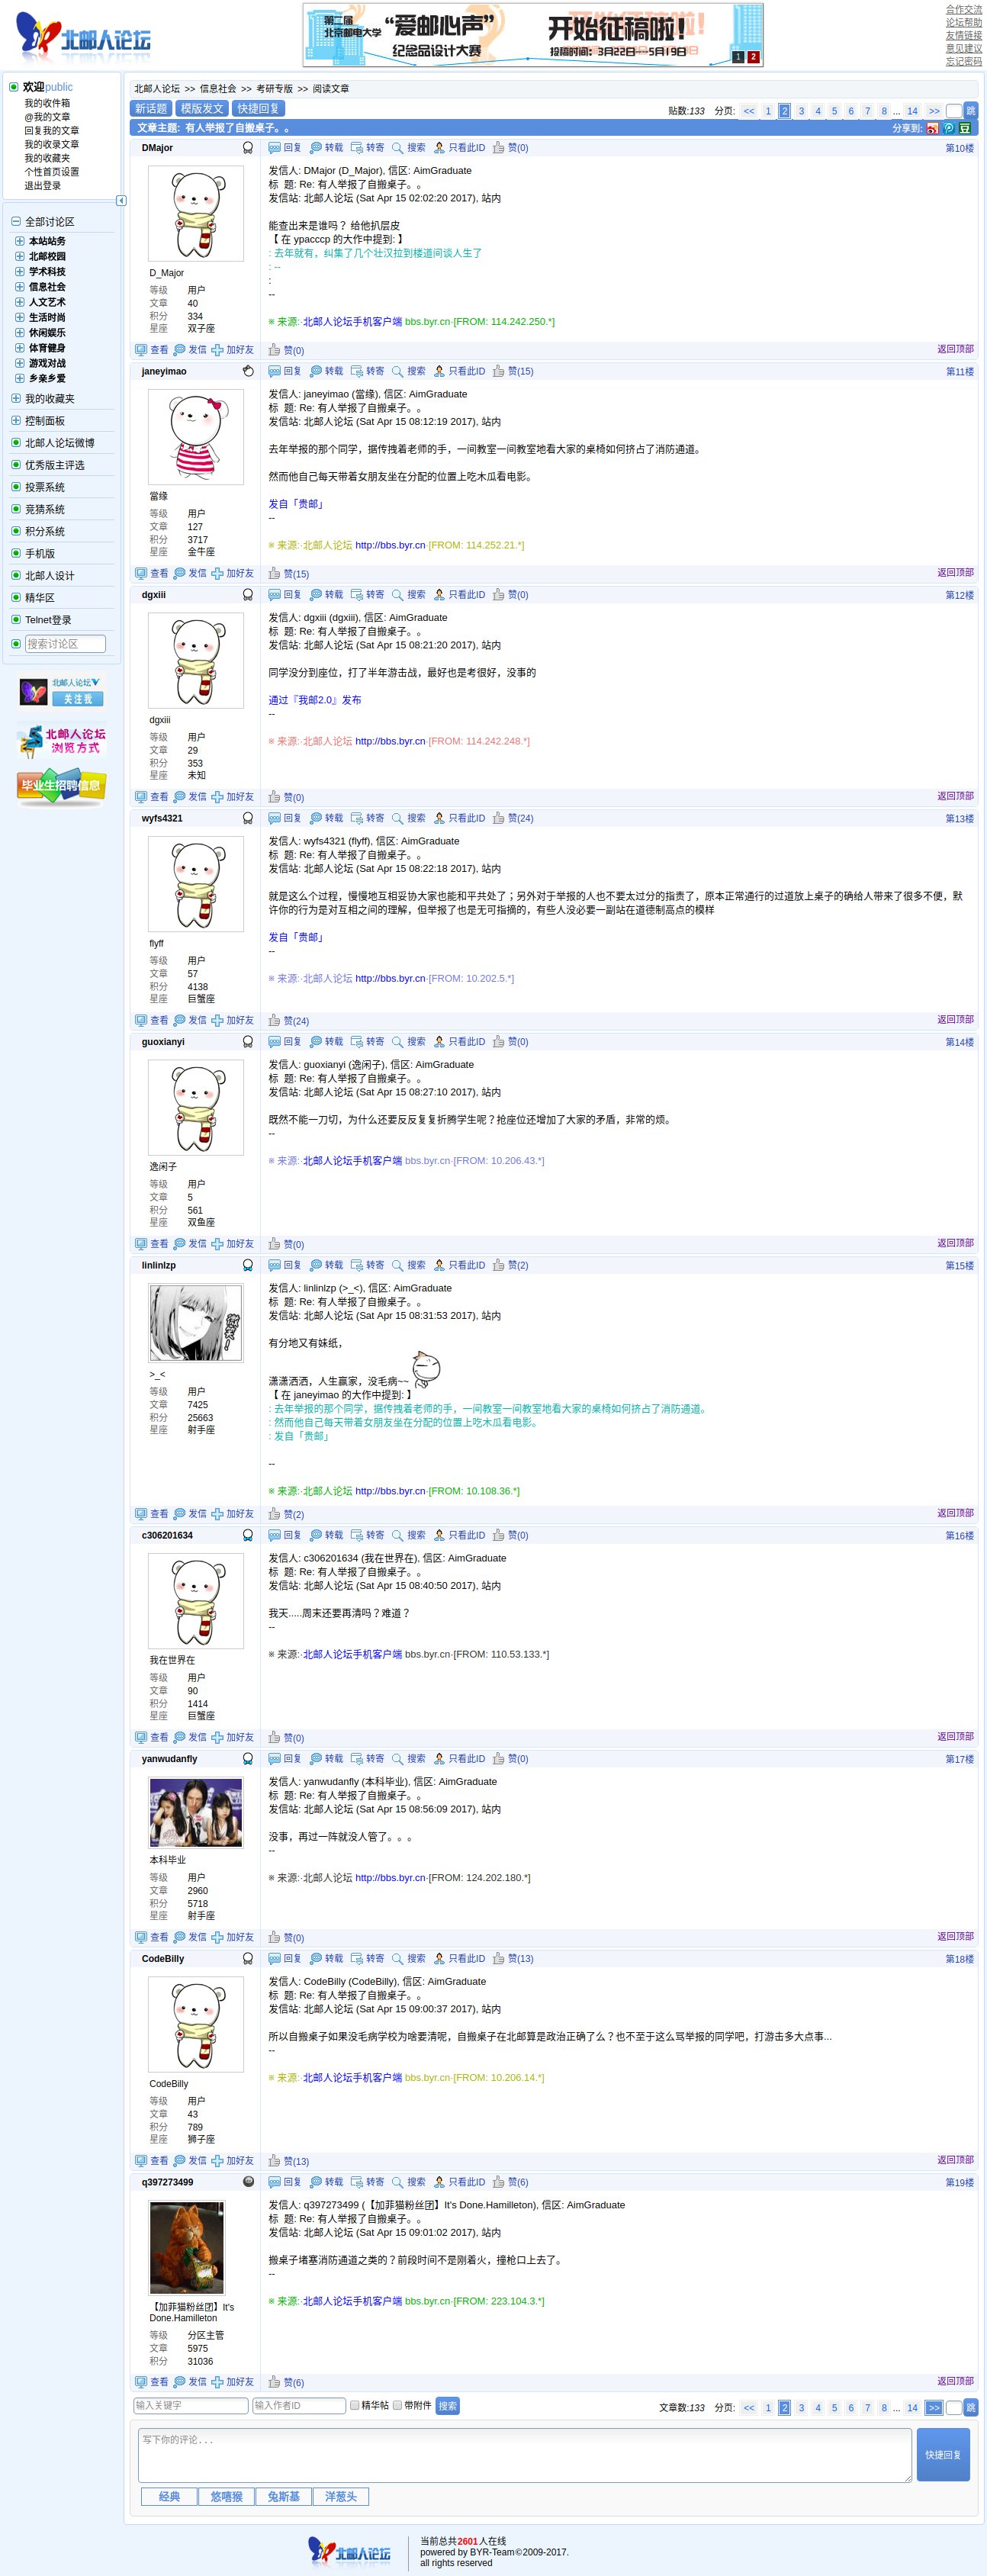 北邮人论坛
第二届
北京邮电大学
“爱邮心声”
纪念品设计大赛
开始征稿啦!
投稿时间:3月22日—5月19日
1 2
合作交流
论坛帮助
友情链接
意见建议
忘记密码
欢迎public
我的收件箱
@我的文章
回复我的文章
我的收录文章
我的收藏夹
个性首页设置
退出登录
全部讨论区
本站站务
北邮校园
学术科技
信息社会
人文艺术
生活时尚
休闲娱乐
体育健身
游戏对战
乡亲乡爱
我的收藏夹
控制面板
北邮人论坛微博
优秀版主评选
投票系统
竞猜系统
积分系统
手机版
北邮人设计
精华区
Telnet登录
搜索讨论区
北邮人论坛
关注我
北邮人论坛
浏览方式
毕业生招聘信息
北邮人论坛 >> 信息社会 >> 考研专版 >> 阅读文章
新话题 模版发文 快捷回复
贴数:133 分页: << 1 2 3 4 5 6 7 8 ... 14 >> 跳
文章主题: 有人举报了自搬桌子。。
分享到:
DMajor
回复 转载 转寄 搜索 只看此ID 赞(0)
第10楼
D_Major
等级 用户
文章 40
积分 334
星座 双子座
发信人: DMajor (D_Major), 信区: AimGraduate
标 题: Re: 有人举报了自搬桌子。。
发信站: 北邮人论坛 (Sat Apr 15 02:02:20 2017), 站内
能查出来是谁吗？ 给他扒层皮
【 在 ypacccp 的大作中提到: 】
: 去年就有，纠集了几个壮汉拉到楼道间谈人生了
: --
:
--
※ 来源:·北邮人论坛手机客户端 bbs.byr.cn·[FROM: 114.242.250.*]
查看 发信 加好友
赞(0)
返回顶部
janeyimao
回复 转载 转寄 搜索 只看此ID 赞(15)
第11楼
當缘
等级 用户
文章 127
积分 3717
星座 金牛座
发信人: janeyimao (當缘), 信区: AimGraduate
标 题: Re: 有人举报了自搬桌子。。
发信站: 北邮人论坛 (Sat Apr 15 08:12:19 2017), 站内
去年举报的那个同学，据传拽着老师的手，一间教室一间教室地看大家的桌椅如何挤占了消防通道。
然而他自己每天带着女朋友坐在分配的位置上吃木瓜看电影。
发自「贵邮」
--
※ 来源:·北邮人论坛 http://bbs.byr.cn·[FROM: 114.252.21.*]
查看 发信 加好友
赞(15)
返回顶部
dgxiii
回复 转载 转寄 搜索 只看此ID 赞(0)
第12楼
dgxiii
等级 用户
文章 29
积分 353
星座 未知
发信人: dgxiii (dgxiii), 信区: AimGraduate
标 题: Re: 有人举报了自搬桌子。。
发信站: 北邮人论坛 (Sat Apr 15 08:21:20 2017), 站内
同学没分到座位，打了半年游击战，最好也是考很好，没事的
通过『我邮2.0』发布
--
※ 来源:·北邮人论坛 http://bbs.byr.cn·[FROM: 114.242.248.*]
查看 发信 加好友
赞(0)
返回顶部
wyfs4321
回复 转载 转寄 搜索 只看此ID 赞(24)
第13楼
flyff
等级 用户
文章 57
积分 4138
星座 巨蟹座
发信人: wyfs4321 (flyff), 信区: AimGraduate
标 题: Re: 有人举报了自搬桌子。。
发信站: 北邮人论坛 (Sat Apr 15 08:22:18 2017), 站内
就是这么个过程，慢慢地互相妥协大家也能和平共处了；另外对于举报的人也不要太过分的指责了，原本正常通行的过道放上桌子的确给人带来了很多不便，默
许你的行为是对互相之间的理解，但举报了也是无可指摘的，有些人没必要一副站在道德制高点的模样
发自「贵邮」
--
※ 来源:·北邮人论坛 http://bbs.byr.cn·[FROM: 10.202.5.*]
查看 发信 加好友
赞(24)
返回顶部
guoxianyi
回复 转载 转寄 搜索 只看此ID 赞(0)
第14楼
逸闲子
等级 用户
文章 5
积分 561
星座 双鱼座
发信人: guoxianyi (逸闲子), 信区: AimGraduate
标 题: Re: 有人举报了自搬桌子。。
发信站: 北邮人论坛 (Sat Apr 15 08:27:10 2017), 站内
既然不能一刀切，为什么还要反反复复折腾学生呢？抢座位还增加了大家的矛盾，非常的烦。
--
※ 来源:·北邮人论坛手机客户端 bbs.byr.cn·[FROM: 10.206.43.*]
查看 发信 加好友
赞(0)
返回顶部
linlinlzp
回复 转载 转寄 搜索 只看此ID 赞(2)
第15楼
>_<
等级 用户
文章 7425
积分 25663
星座 射手座
发信人: linlinlzp (>_<), 信区: AimGraduate
标 题: Re: 有人举报了自搬桌子。。
发信站: 北邮人论坛 (Sat Apr 15 08:31:53 2017), 站内
有分地又有妹纸，
潇潇洒洒，人生赢家，没毛病~~
【 在 janeyimao 的大作中提到: 】
: 去年举报的那个同学，据传拽着老师的手，一间教室一间教室地看大家的桌椅如何挤占了消防通道。
: 然而他自己每天带着女朋友坐在分配的位置上吃木瓜看电影。
: 发自「贵邮」
--
※ 来源:·北邮人论坛 http://bbs.byr.cn·[FROM: 10.108.36.*]
查看 发信 加好友
赞(2)
返回顶部
c306201634
回复 转载 转寄 搜索 只看此ID 赞(0)
第16楼
我在世界在
等级 用户
文章 90
积分 1414
星座 巨蟹座
发信人: c306201634 (我在世界在), 信区: AimGraduate
标 题: Re: 有人举报了自搬桌子。。
发信站: 北邮人论坛 (Sat Apr 15 08:40:50 2017), 站内
我天.....周末还要再清吗？难道？
--
※ 来源:·北邮人论坛手机客户端 bbs.byr.cn·[FROM: 110.53.133.*]
查看 发信 加好友
赞(0)
返回顶部
yanwudanfly
回复 转载 转寄 搜索 只看此ID 赞(0)
第17楼
本科毕业
等级 用户
文章 2960
积分 5718
星座 射手座
发信人: yanwudanfly (本科毕业), 信区: AimGraduate
标 题: Re: 有人举报了自搬桌子。。
发信站: 北邮人论坛 (Sat Apr 15 08:56:09 2017), 站内
没事，再过一阵就没人管了。。。
--
※ 来源:·北邮人论坛 http://bbs.byr.cn·[FROM: 124.202.180.*]
查看 发信 加好友
赞(0)
返回顶部
CodeBilly
回复 转载 转寄 搜索 只看此ID 赞(13)
第18楼
CodeBilly
等级 用户
文章 43
积分 789
星座 狮子座
发信人: CodeBilly (CodeBilly), 信区: AimGraduate
标 题: Re: 有人举报了自搬桌子。。
发信站: 北邮人论坛 (Sat Apr 15 09:00:37 2017), 站内
所以自搬桌子如果没毛病学校为啥要清呢，自搬桌子在北邮算是政治正确了么？也不至于这么骂举报的同学吧，打游击多大点事...
--
※ 来源:·北邮人论坛手机客户端 bbs.byr.cn·[FROM: 10.206.14.*]
查看 发信 加好友
赞(13)
返回顶部
q397273499
回复 转载 转寄 搜索 只看此ID 赞(6)
第19楼
【加菲猫粉丝团】It's
Done.Hamilleton
等级 分区主管
文章 5975
积分 31036
发信人: q397273499 (【加菲猫粉丝团】It's Done.Hamilleton), 信区: AimGraduate
标 题: Re: 有人举报了自搬桌子。。
发信站: 北邮人论坛 (Sat Apr 15 09:01:02 2017), 站内
搬桌子堵塞消防通道之类的？前段时间不是刚着火，撞枪口上去了。
--
※ 来源:·北邮人论坛手机客户端 bbs.byr.cn·[FROM: 223.104.3.*]
查看 发信 加好友
赞(6)
返回顶部
输入关键字 输入作者ID 精华帖 带附件 搜索
文章数:133 分页: << 1 2 3 4 5 6 7 8 ... 14 >> 跳
写下你的评论...
快捷回复
经典 悠嘻猴 兔斯基 洋葱头
北邮人论坛
当前总共2601人在线
powered by BYR-Team©2009-2017.
all rights reserved